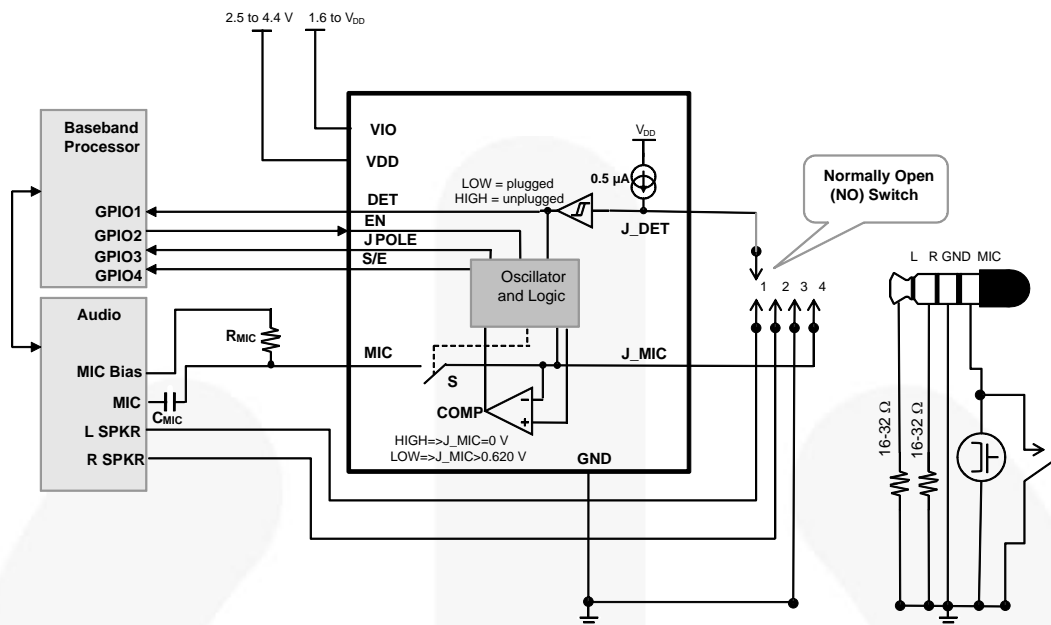 2.5 to 4.4 V
1.6 to VDD
Baseband
Processor
GPIO1
GPIO2
GPIO3
GPIO4
Audio
MIC Bias
MIC
L SPKR
R SPKR
RMIC
CMIC
VIO
VDD
DET
EN
JPOLE
S/E
MIC
LOW = plugged
HIGH = unplugged
VDD
0.5 µA
J_DET
Oscillator
and Logic
J_MIC
S
COMP
HIGH=>J_MIC=0 V
LOW=>J_MIC>0.620 V
GND
Normally Open
(NO) Switch
1 2 3 4
L R GND MIC
16-32 Ω
16-32 Ω